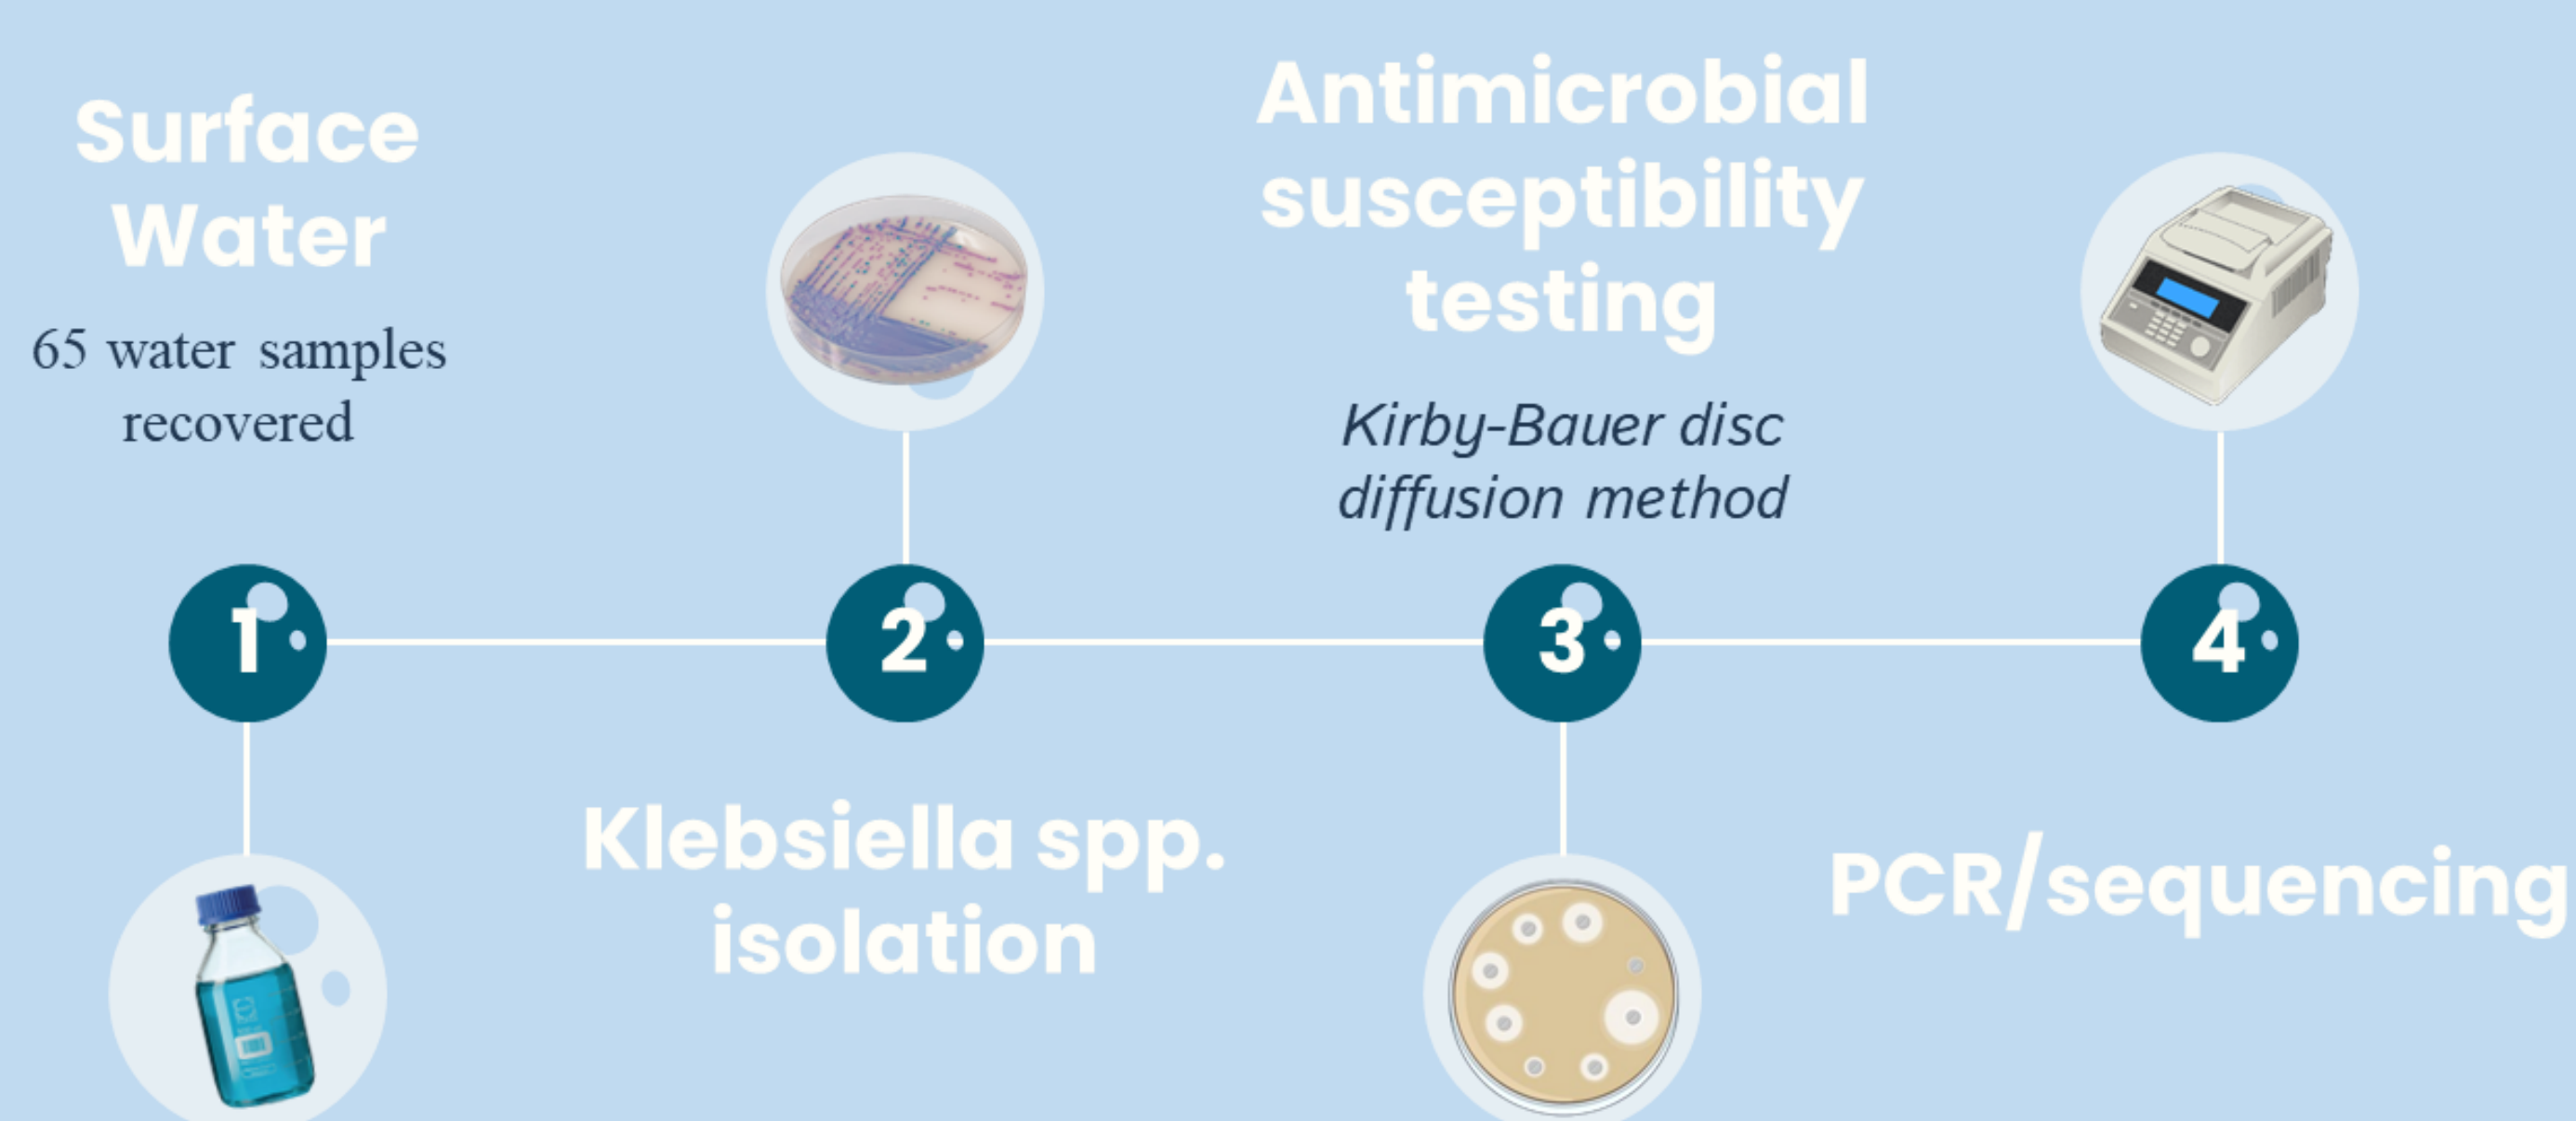 Surface
Water
65 water samples
recovered
1
2
Klebsiella spp.
isolation
Antimicrobial
susceptibility
testing
Kirby-Bauer disc
diffusion method
3
4
PCR/sequencing